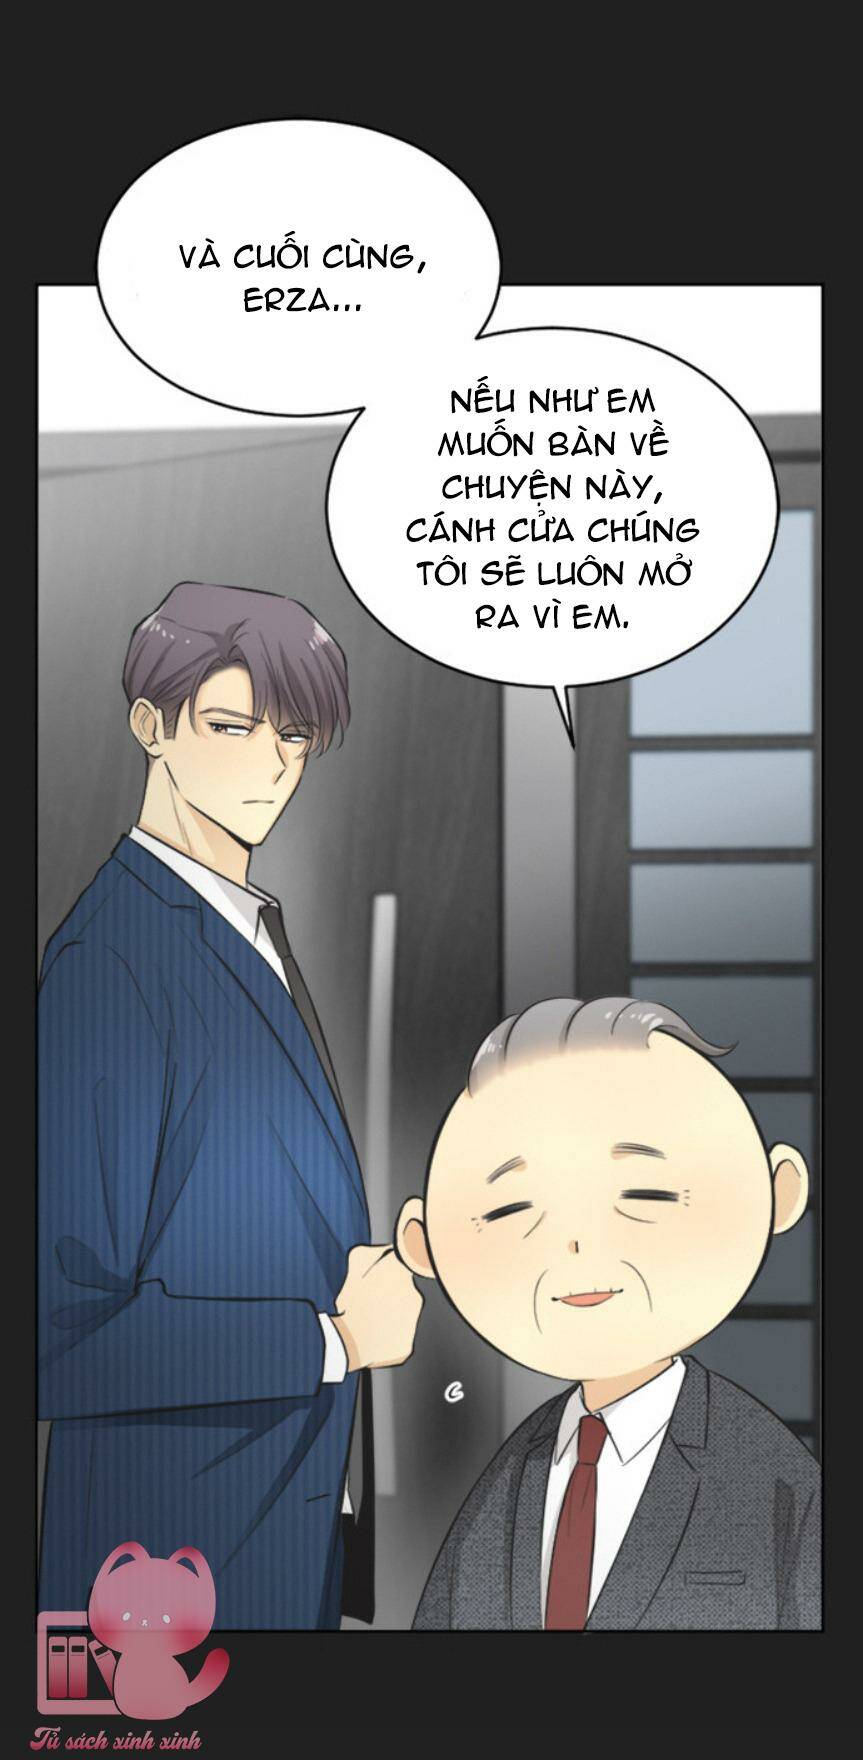 VÀ CUỐI CÙNG,
ERZA...
NẾU NHƯ EM
MUỐN BÀN VỀ
CHUYỆN NÀY,
CÁNH CỬA CHÚNG
TÔI SẼ LUÔN MỞ
RA VÌ EM.
Tủ sách xinh xinh